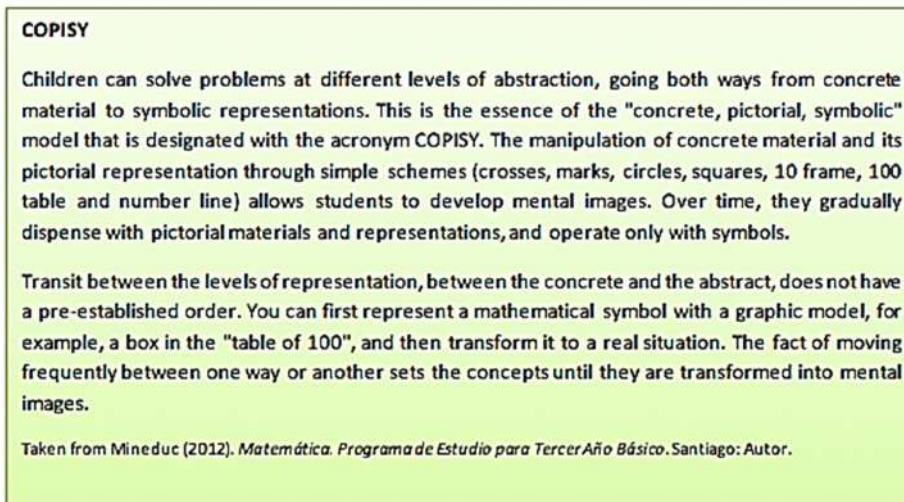 COPISY
Children can solve problems at different levels of abstraction, going both ways from concrete
material to symbolic representations. This is the essence of the "concrete, pictorial, symbolic"
model that is designated with the acronym COPISY. The manipulation of concrete material and its
pictorial representation through simple schemes (crosses, marks, circles, squares, 10 frame, 100
table and number line) allows students to develop mental images. Over time, they gradually
dispense with pictorial materials and representations, and operate only with symbols.
Transit between the levels of representation, between the concrete and the abstract, does not have
a pre-established order. You can first represent a mathematical symbol with a graphic model, for
example, a box in the "table of 100", and then transform it to a real situation. The fact of moving
frequently between one way or another sets the concepts until they are transformed into mental
images.
Taken from Mineduc (2012). Matemática. Programa de Estudio para Tercer Año Básico. Santiago: Autor.